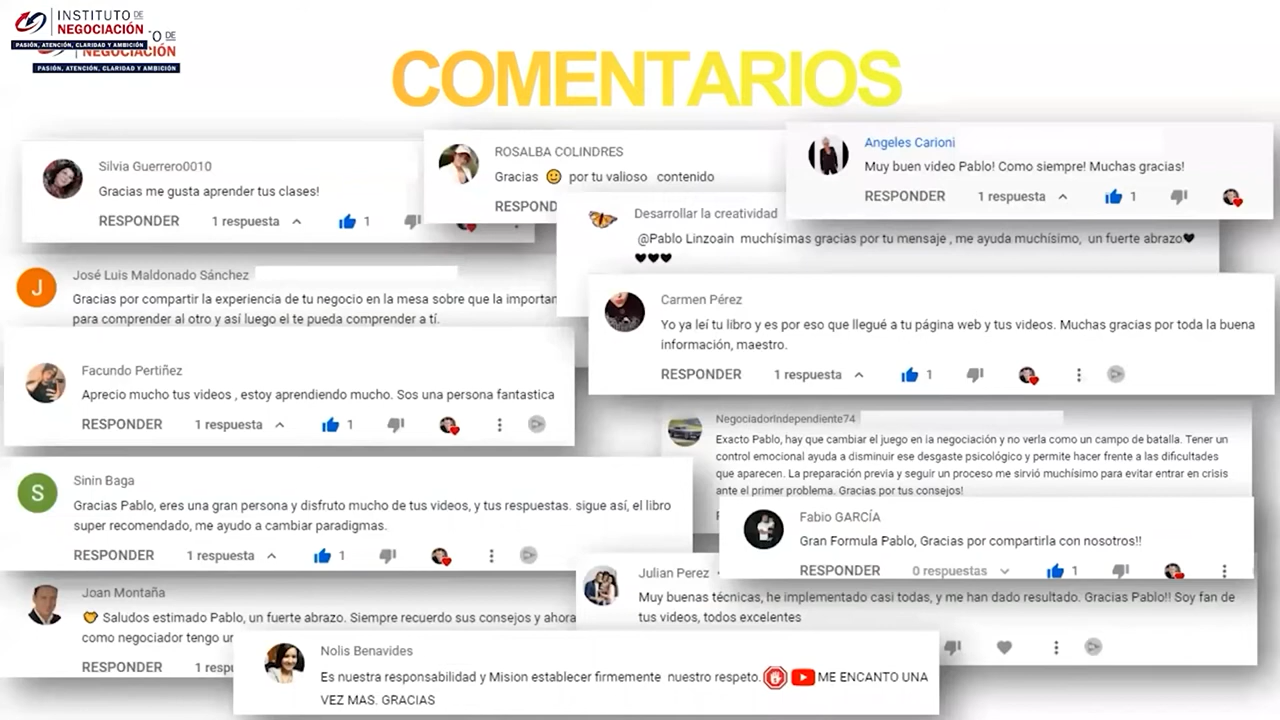 INSTITUTO DE
NEGOCIACIÓN
PASIÓN, ATENCIÓN, CLARIDAD Y AMBICIÓN
O DE
NEGOCIACIÓN
PASIÓN, ATENCIÓN, CLARIDAD Y AMBICIÓN
COMENTARIOS
Silvia Guerrero0010
Gracias me gusta aprender tus clases!
RESPONDER 1 respuesta 1
ROSALBA COLINDRES
Gracias 🙂 por tu valioso contenido
RESPOND
Angeles Carioni
Muy buen video Pablo! Como siempre! Muchas gracias!
RESPONDER 1 respuesta 1
Desarrollar la creatividad
@Pablo Linzoain muchísimas gracias por tu mensaje , me ayuda muchísimo, un fuerte abrazo🖤
🖤🖤🖤
José Luis Maldonado Sánchez
Gracias por compartir la experiencia de tu negocio en la mesa sobre que la importan
para comprender al otro y así luego el te pueda comprender a tí.
Carmen Pérez
Yo ya leí tu libro y es por eso que llegué a tu página web y tus videos. Muchas gracias por toda la buena
información, maestro.
RESPONDER 1 respuesta 1
Facundo Pertiñez
Aprecio mucho tus videos , estoy aprendiendo mucho. Sos una persona fantastica
RESPONDER 1 respuesta 1
NegociadorIndependiente74
Exacto Pablo, hay que cambiar el juego en la negociación y no verla como un campo de batalla. Tener un
control emocional ayuda a disminuir ese desgaste psicológico y permite hacer frente a las dificultades
que aparecen. La preparación previa y seguir un proceso me sirvió muchísimo para evitar entrar en crisis
ante el primer problema. Gracias por tus consejos!
J
S
Sinin Baga
Gracias Pablo, eres una gran persona y disfruto mucho de tus videos, y tus respuestas. sigue así, el libro
super recomendado, me ayudo a cambiar paradigmas.
RESPONDER 1 respuesta 1
Fabio GARCÍA
Gran Formula Pablo, Gracias por compartirla con nosotros!!
RESPONDER 0 respuestas 1
Joan Montaña
Saludos estimado Pablo, un fuerte abrazo. Siempre recuerdo sus consejos y ahora
como negociador tengo
RESPONDER 1 resp
Julian Perez
Muy buenas técnicas, he implementado casi todas, y me han dado resultado. Gracias Pablo!! Soy fan de
tus videos, todos excelentes
Nolis Benavides
Es nuestra responsabilidad y Mision establecer firmemente nuestro respeto. ME ENCANTO UNA
VEZ MAS. GRACIAS